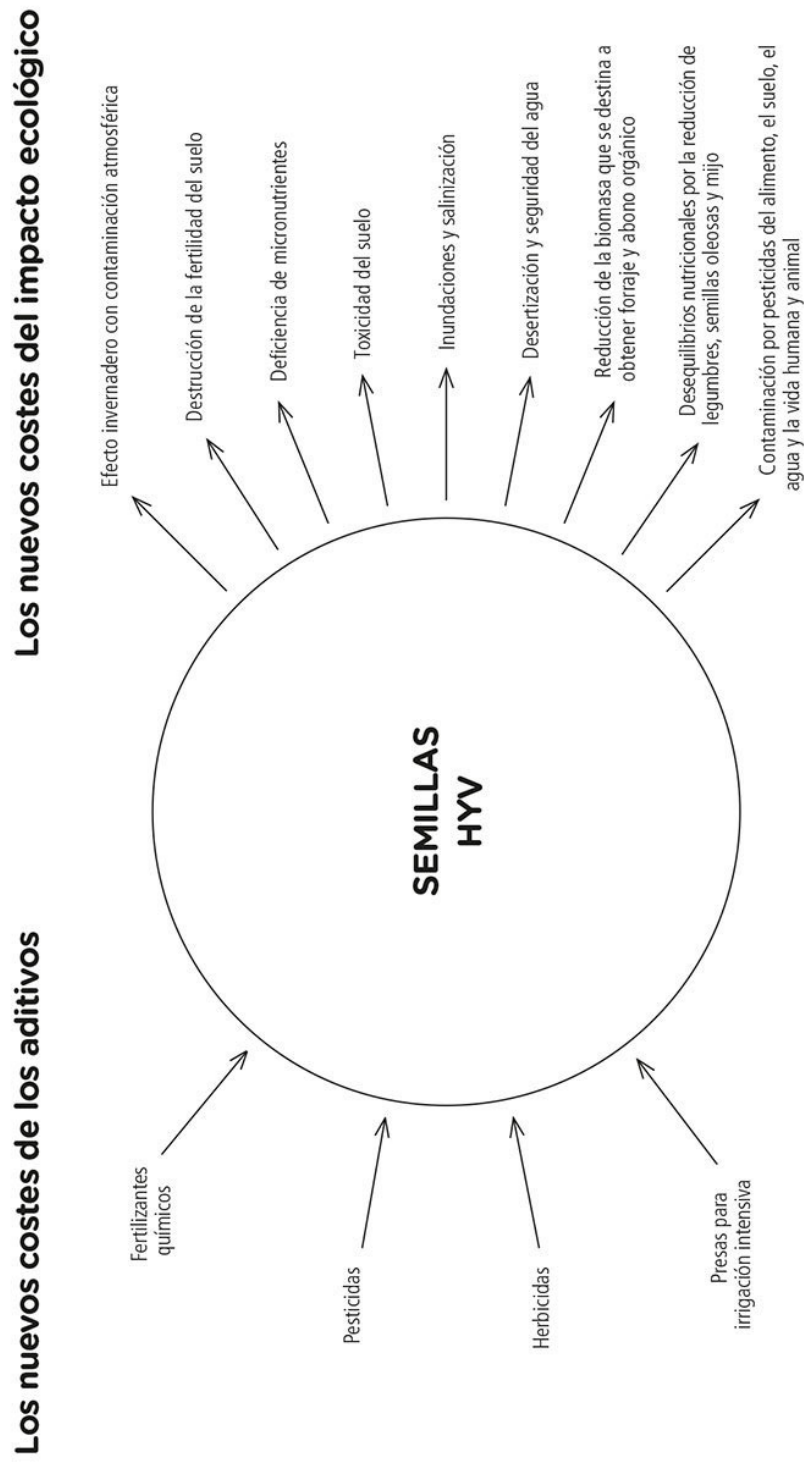 Los nuevos costes de los aditivos
Los nuevos costes del impacto ecológico
Fertilizantes
químicos
Pesticidas
Herbicidas
Presas para
irrigación intensiva
SEMILLAS
HYV
Efecto invernadero con contaminación atmosférica
Destrucción de la fertilidad del suelo
Deficiencia de micronutrientes
Toxicidad del suelo
Inundaciones y salinización
Desertización y seguridad del agua
Reducción de la biomasa que se destina a
obtener forraje y abono orgánico
Desequilibrios nutricionales por la reducción de
legumbres, semillas oleosas y mijo
Contaminación por pesticidas del alimento, el suelo, el
agua y la vida humana y animal